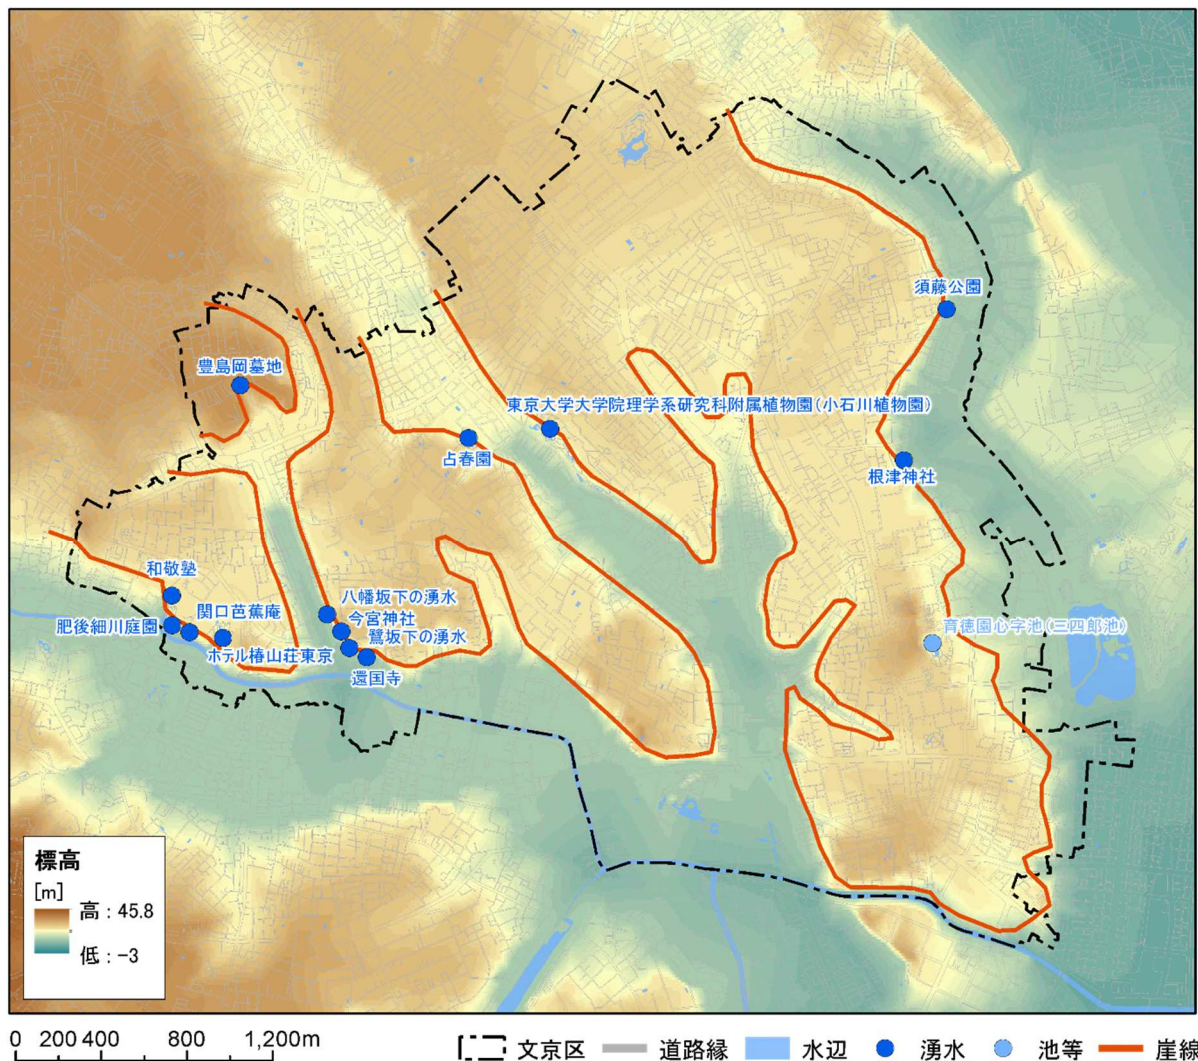 須藤公園
豊島岡墓地
東京大学大学院理学系研究科附属植物園(小石川植物園)
占春園
根津神社
和敬塾
八幡坂下の湧水
関口芭蕉庵
今宮神社
肥後細川庭園
鷺坂下の湧水
ホテル椿山荘東京
還国寺
育徳園心字池(三四郎池)
標高
[m]
高 : 45.8
低 : -3
0 200 400 800 1,200m
文京区 道路縁 水辺 湧水 池等 崖線